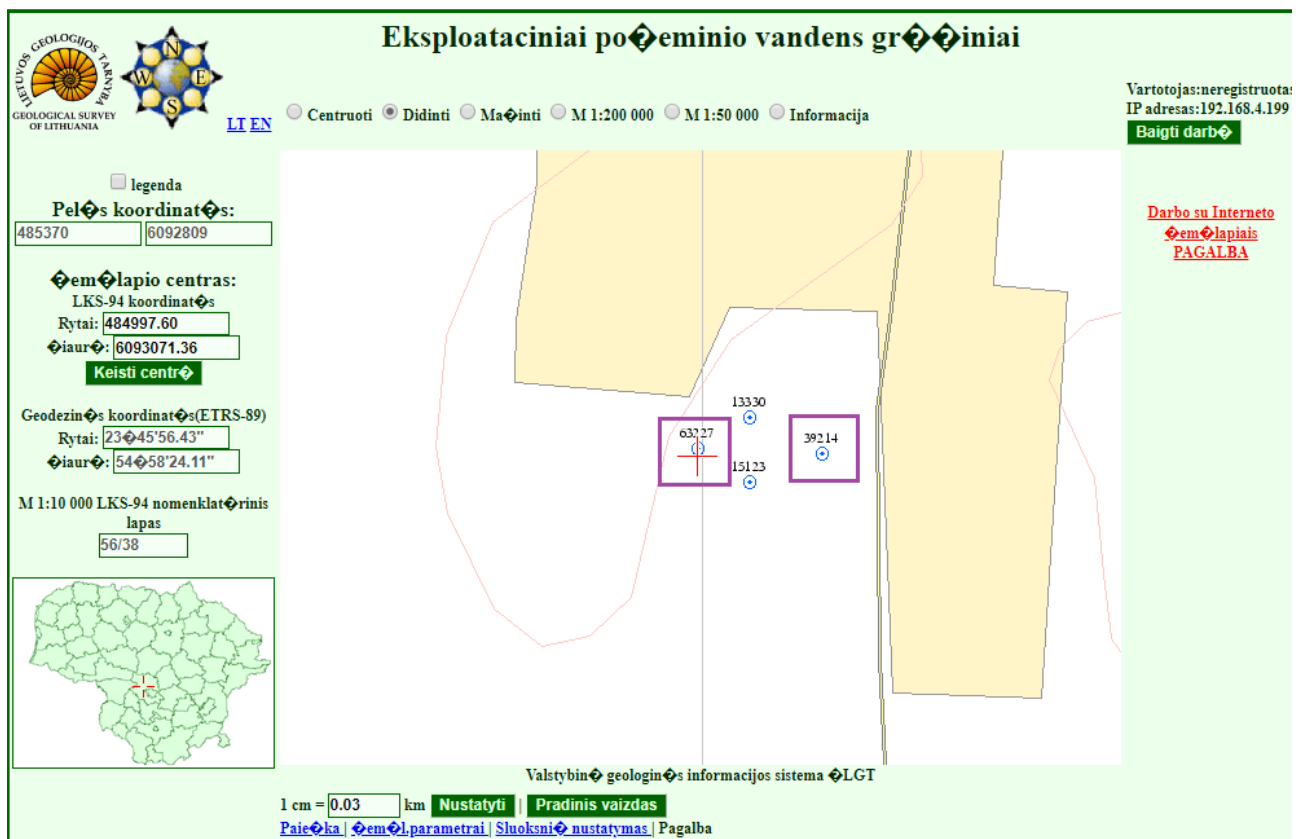 Eksploataciniai po�eminio vandens gr��iniai
LIETUVOS GEOLOGIJOS TARNYBA
GEOLOGICAL SURVEY
OF LITHUANIA
N
W E
S
LT EN
Centruoti Didinti Ma�inti M 1:200 000 M 1:50 000 Informacija
Vartotojas:neregistruotas
IP adresas:192.168.4.199
Baigti darb�
legenda
Pel�s koordinat�s:
485370 6092809
�em�lapio centras:
LKS-94 koordinat�s
Rytai: 484997.60
�iaur�: 6093071.36
Keisti centr�
Geodezin�s koordinat�s(ETRS-89)
Rytai: 23�45'56.43"
�iaur�: 54�58'24.11"
M 1:10 000 LKS-94 nomenklat�rinis
lapas
56/38
13330
63227
39214
15123
Darbo su Interneto
�em�lapiais
PAGALBA
Valstybin� geologin�s informacijos sistema �LGT
1 cm = 0.03 km Nustatyti | Pradinis vaizdas
Paie�ka | �em�l.parametrai | Sluoksni� nustatymas | Pagalba